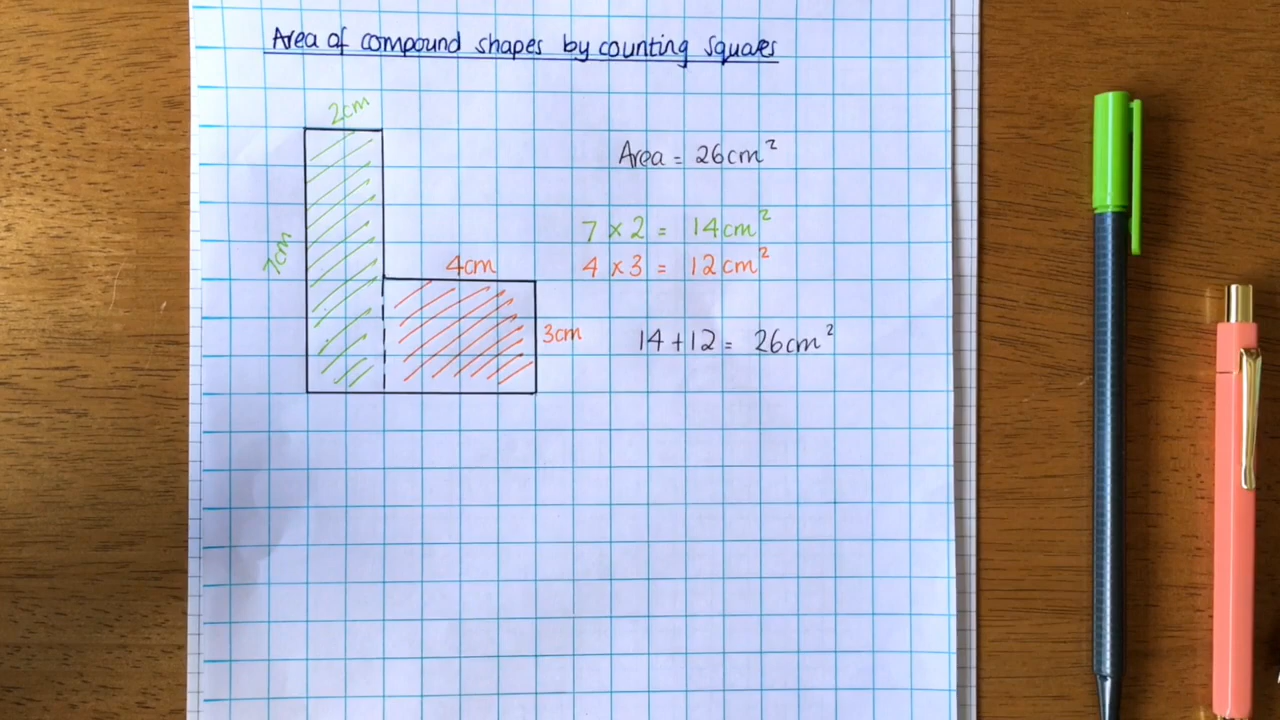 Area of compound shapes by counting squares
2cm
Area = 26cm²
7cm
7 × 2 = 14cm²
4cm
4 × 3 = 12cm²
3cm
14 + 12 = 26cm²